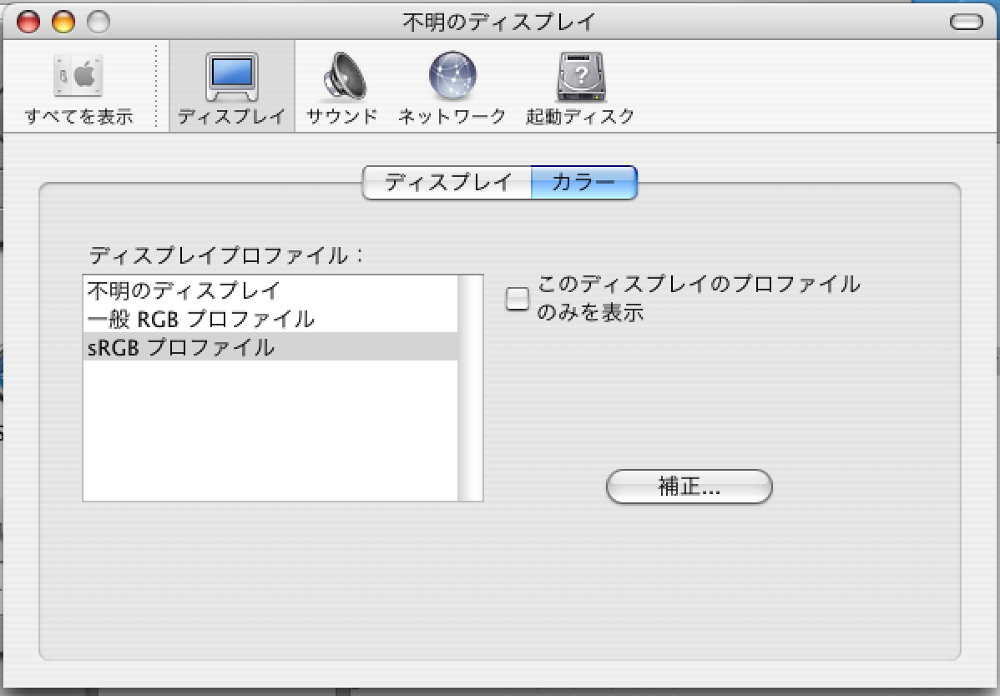 不明のディスプレイ
すべてを表示
ディスプレイ
サウンド
ネットワーク
起動ディスク
ディスプレイ
カラー
ディスプレイプロファイル：
不明のディスプレイ
一般 RGB プロファイル
sRGB プロファイル
このディスプレイのプロファイル
のみを表示
補正...